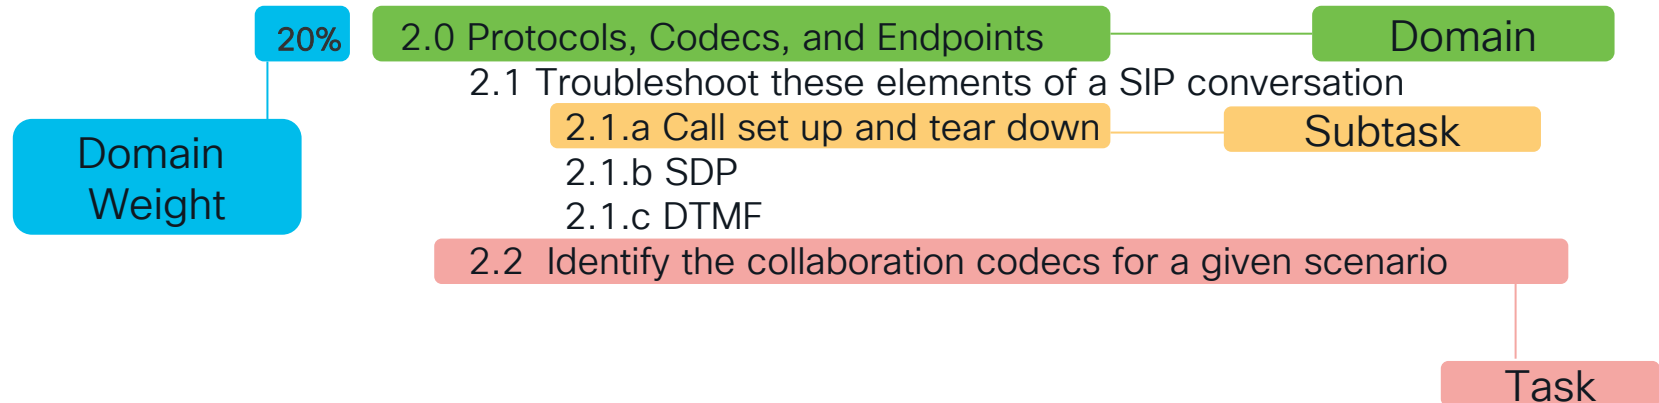 20% 2.0 Protocols, Codecs, and Endpoints Domain
2.1 Troubleshoot these elements of a SIP conversation
2.1.a Call set up and tear down Subtask
Domain
Weight
2.1.b SDP
2.1.c DTMF
2.2 Identify the collaboration codecs for a given scenario
Task